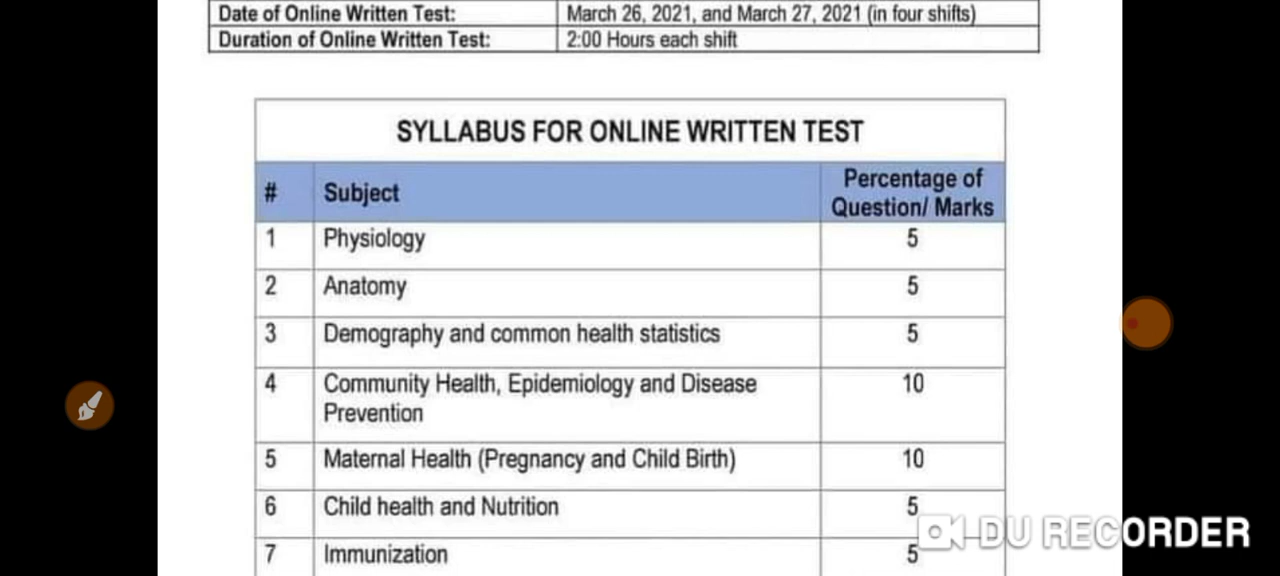 Date of Online Written Test: March 26, 2021, and March 27, 2021 (in four shifts)
Duration of Online Written Test: 2:00 Hours each shift
SYLLABUS FOR ONLINE WRITTEN TEST
# Subject Percentage of Question/ Marks
1 Physiology 5
2 Anatomy 5
3 Demography and common health statistics 5
4 Community Health, Epidemiology and Disease 10
Prevention
5 Maternal Health (Pregnancy and Child Birth) 10
6 Child health and Nutrition 5
7 Immunization 5
DU RECORDER